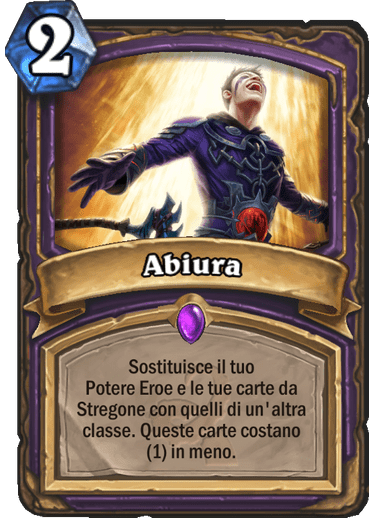 2
Abiura
Sostituisce il tuo
Potere Eroe e le tue carte da
Stregone con quelli di un'altra
classe. Queste carte costano
(1) in meno.